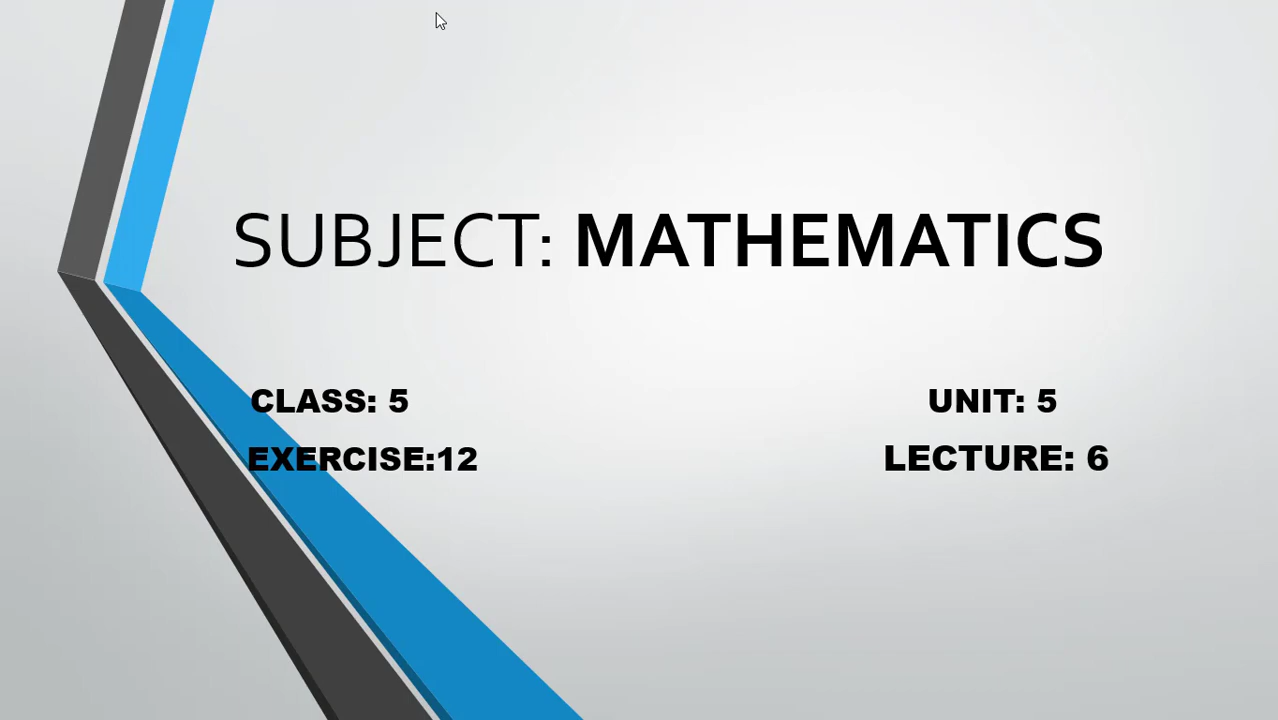 SUBJECT: MATHEMATICS
CLASS: 5
UNIT: 5
EXERCISE:12
LECTURE: 6